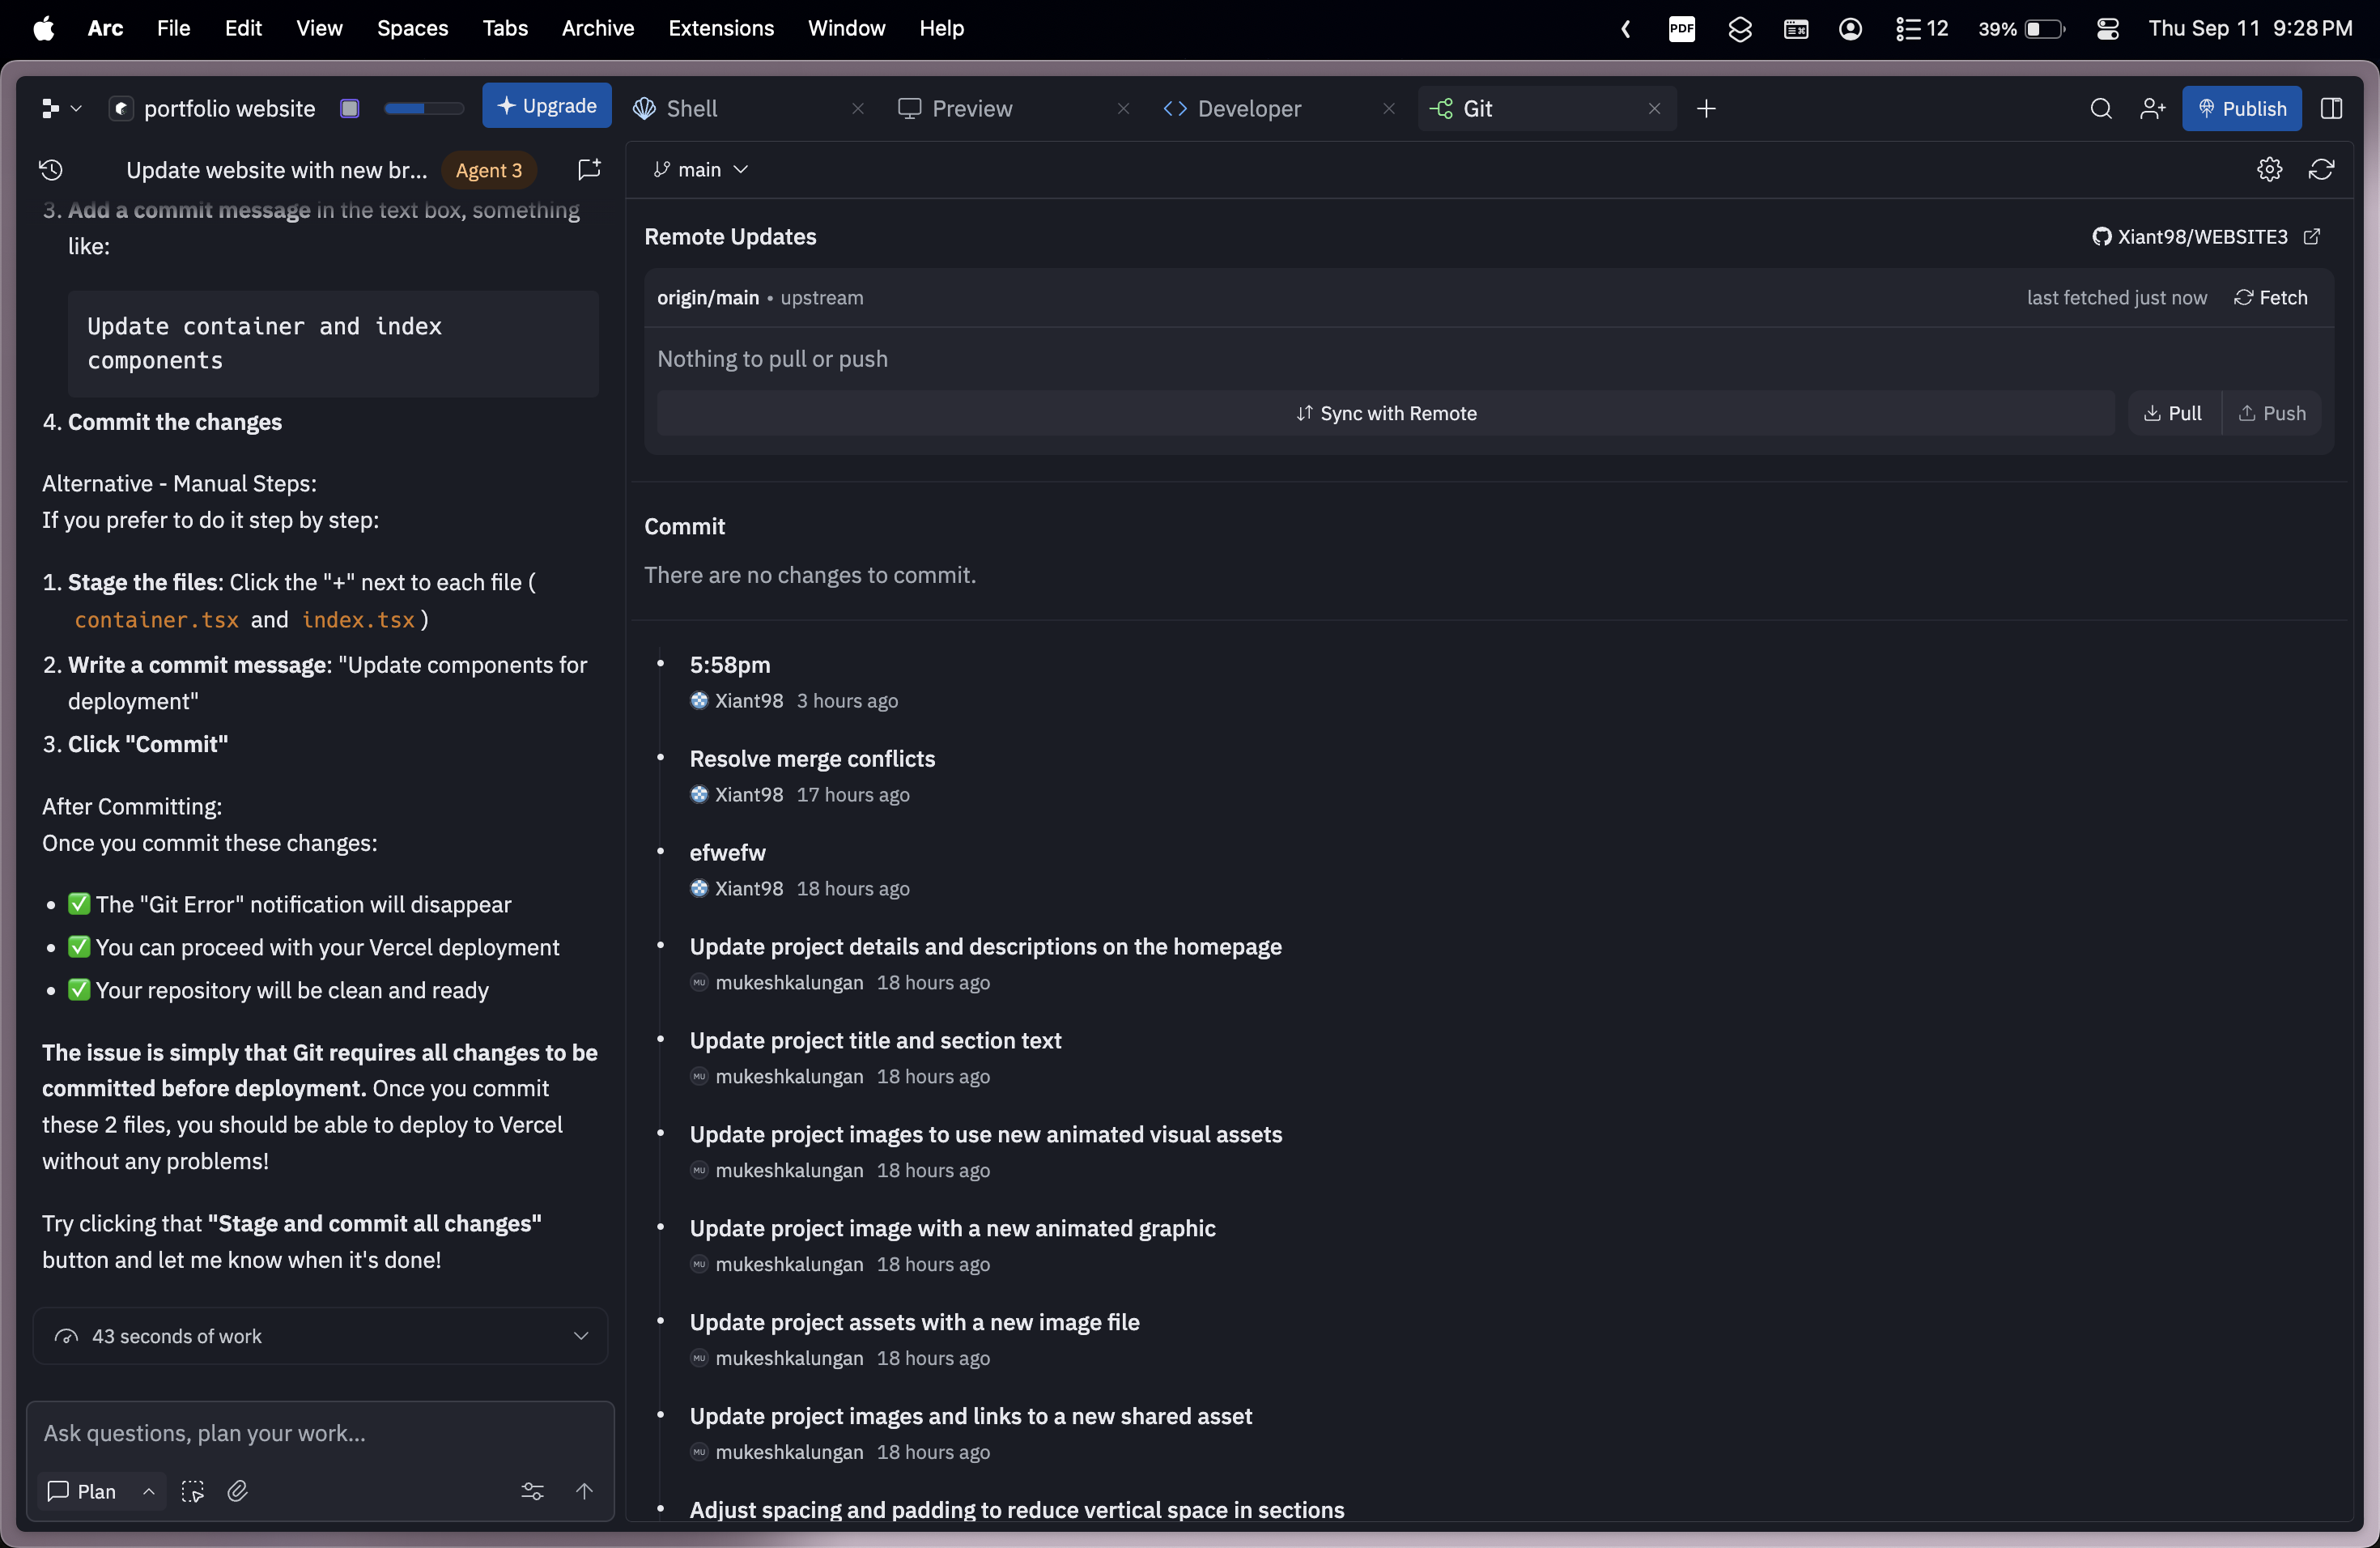 Arc File Edit View Spaces Tabs Archive Extensions Window Help PDF 12 39% Thu Sep 11 9:28 PM
portfolio website Upgrade Shell Preview Developer Git Publish
Update website with new br... Agent 3
3. Add a commit message in the text box, something
like:
Update container and index
components
4. Commit the changes
Alternative - Manual Steps:
If you prefer to do it step by step:
1. Stage the files: Click the "+" next to each file (
container.tsx and index.tsx )
2. Write a commit message: "Update components for
deployment"
3. Click "Commit"
After Committing:
Once you commit these changes:
• ✅ The "Git Error" notification will disappear
• ✅ You can proceed with your Vercel deployment
• ✅ Your repository will be clean and ready
The issue is simply that Git requires all changes to be
committed before deployment. Once you commit
these 2 files, you should be able to deploy to Vercel
without any problems!
Try clicking that "Stage and commit all changes"
button and let me know when it's done!
43 seconds of work
Ask questions, plan your work...
Plan
main
Remote Updates Xiant98/WEBSITE3
origin/main • upstream last fetched just now Fetch
Nothing to pull or push
Sync with Remote Pull Push
Commit
There are no changes to commit.
• 5:58pm
Xiant98 3 hours ago
• Resolve merge conflicts
Xiant98 17 hours ago
• efwefw
Xiant98 18 hours ago
• Update project details and descriptions on the homepage
MU mukeshkalungan 18 hours ago
• Update project title and section text
MU mukeshkalungan 18 hours ago
• Update project images to use new animated visual assets
MU mukeshkalungan 18 hours ago
• Update project image with a new animated graphic
MU mukeshkalungan 18 hours ago
• Update project assets with a new image file
MU mukeshkalungan 18 hours ago
• Update project images and links to a new shared asset
MU mukeshkalungan 18 hours ago
• Adjust spacing and padding to reduce vertical space in sections